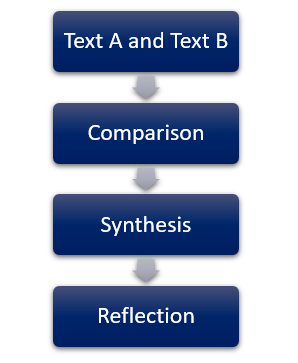 Text A and Text B
Comparison
Synthesis
Reflection